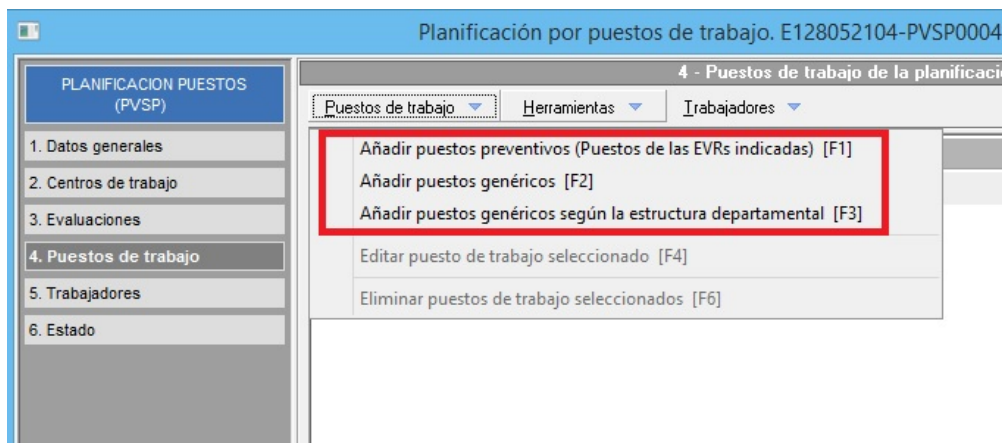 Planificación por puestos de trabajo. E128052104-PVSP0004
PLANIFICACION PUESTOS
(PVSP)
1. Datos generales
2. Centros de trabajo
3. Evaluaciones
4. Puestos de trabajo
5. Trabajadores
6. Estado
4 - Puestos de trabajo de la planificaci
Puestos de trabajo Herramientas Trabajadores
Añadir puestos preventivos (Puestos de las EVRs indicadas) [F1]
Añadir puestos genéricos [F2]
Añadir puestos genéricos según la estructura departamental [F3]
Editar puesto de trabajo seleccionado [F4]
Eliminar puestos de trabajo seleccionados [F6]